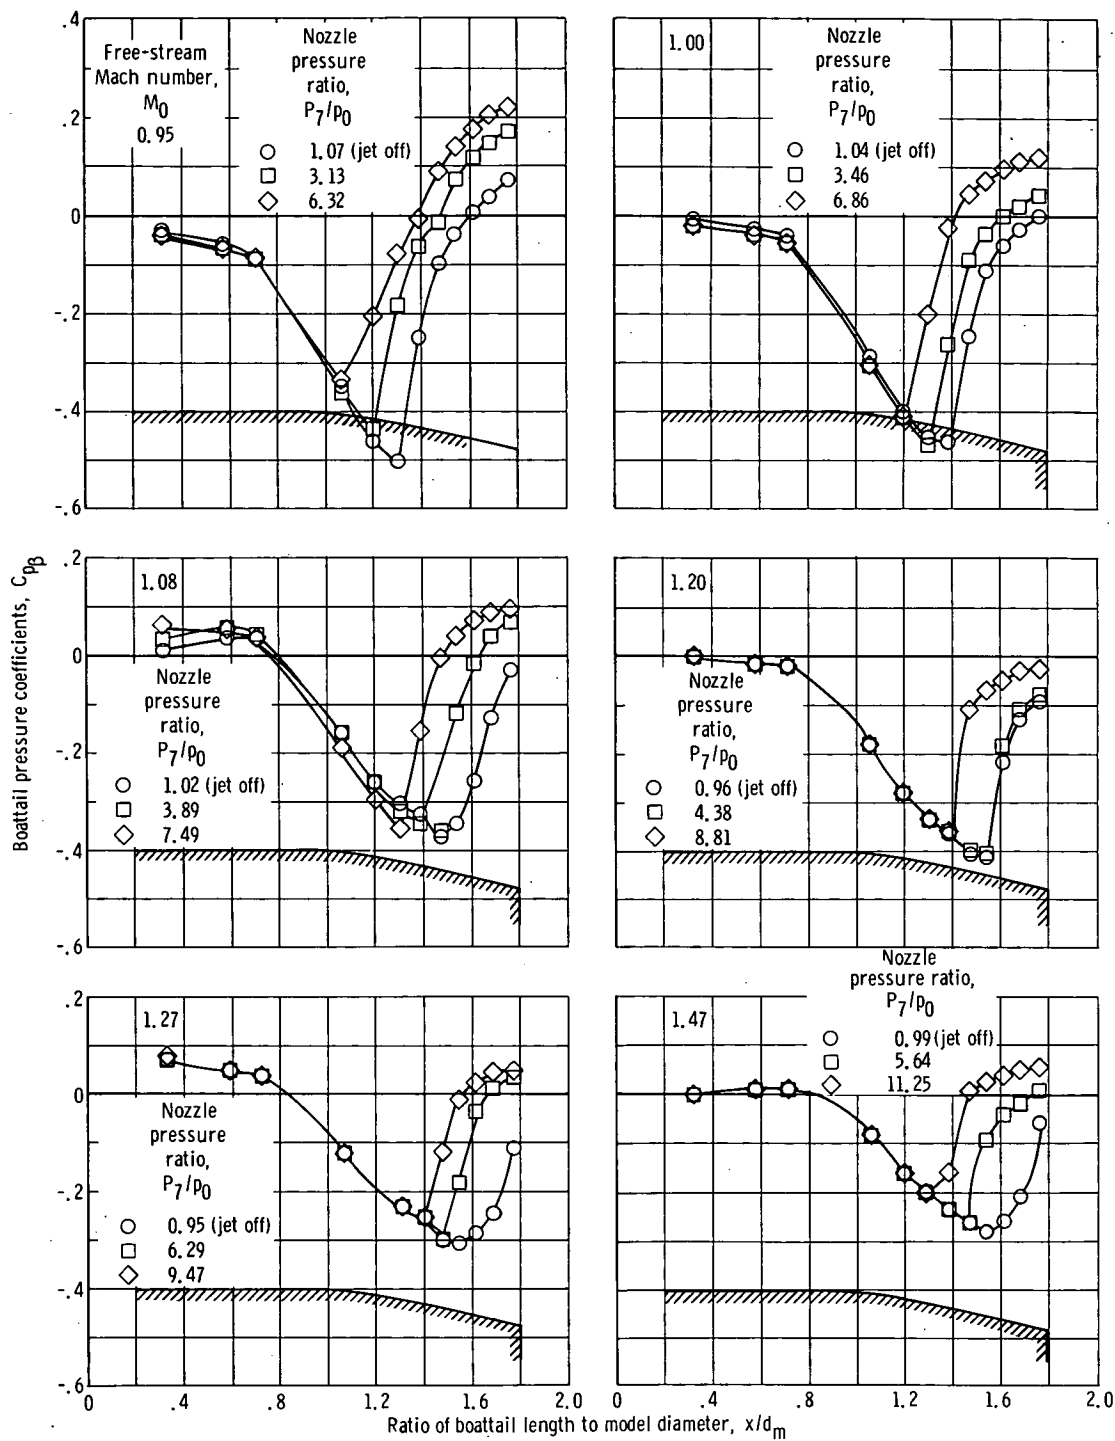 Free-stream
Mach number,
M0
0.95
Nozzle
pressure
ratio,
P7/p0
1.07 (jet off)
3.13
6.32
.4
.2
0
-.2
-.4
-.6
1.00
Nozzle
pressure
ratio,
P7/p0
1.04 (jet off)
3.46
6.86
Boattail pressure coefficients, Cpβ
1.08
Nozzle
pressure
ratio,
P7/p0
1.02 (jet off)
3.89
7.49
.2
0
-.2
-.4
-.6
1.20
Nozzle
pressure
ratio,
P7/p0
0.96 (jet off)
4.38
8.81
1.27
Nozzle
pressure
ratio,
P7/p0
0.95 (jet off)
6.29
9.47
.2
0
-.2
-.4
-.6
0 .4 .8 1.2 1.6 2.0
1.47
Nozzle
pressure ratio,
P7/p0
0.99 (jet off)
5.64
11.25
0 .4 .8 1.2 1.6 2.0
Ratio of boattail length to model diameter, x/dm